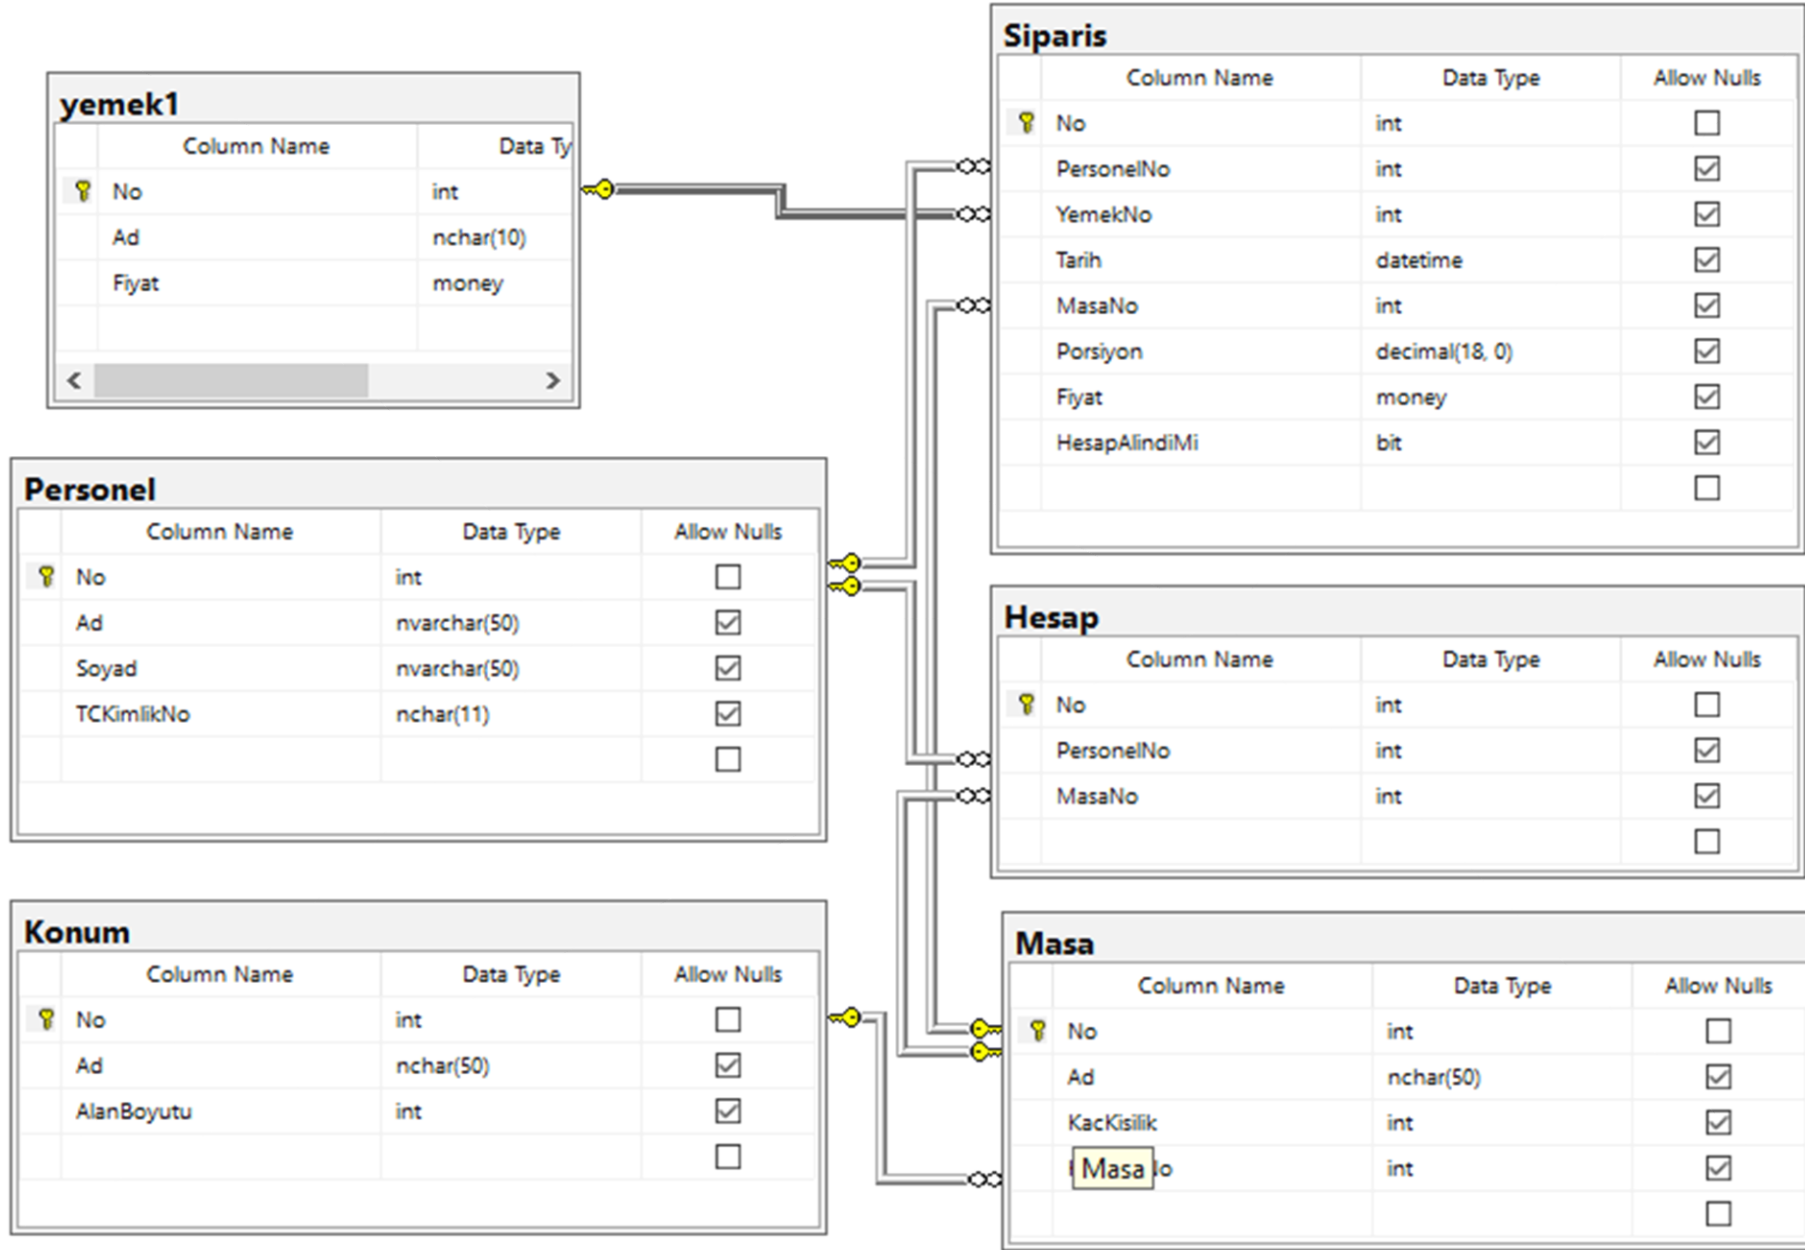 yemek1
Column Name Data Ty
No int
Ad nchar(10)
Fiyat money
Siparis
Column Name Data Type Allow Nulls
No int
PersonelNo int
YemekNo int
Tarih datetime
MasaNo int
Porsiyon decimal(18, 0)
Fiyat money
HesapAlindiMi bit
Personel
Column Name Data Type Allow Nulls
No int
Ad nvarchar(50)
Soyad nvarchar(50)
TCKimlikNo nchar(11)
Hesap
Column Name Data Type Allow Nulls
No int
PersonelNo int
MasaNo int
Konum
Column Name Data Type Allow Nulls
No int
Ad nchar(50)
AlanBoyutu int
Masa
Column Name Data Type Allow Nulls
No int
Ad nchar(50)
KacKisilik int
Masa int